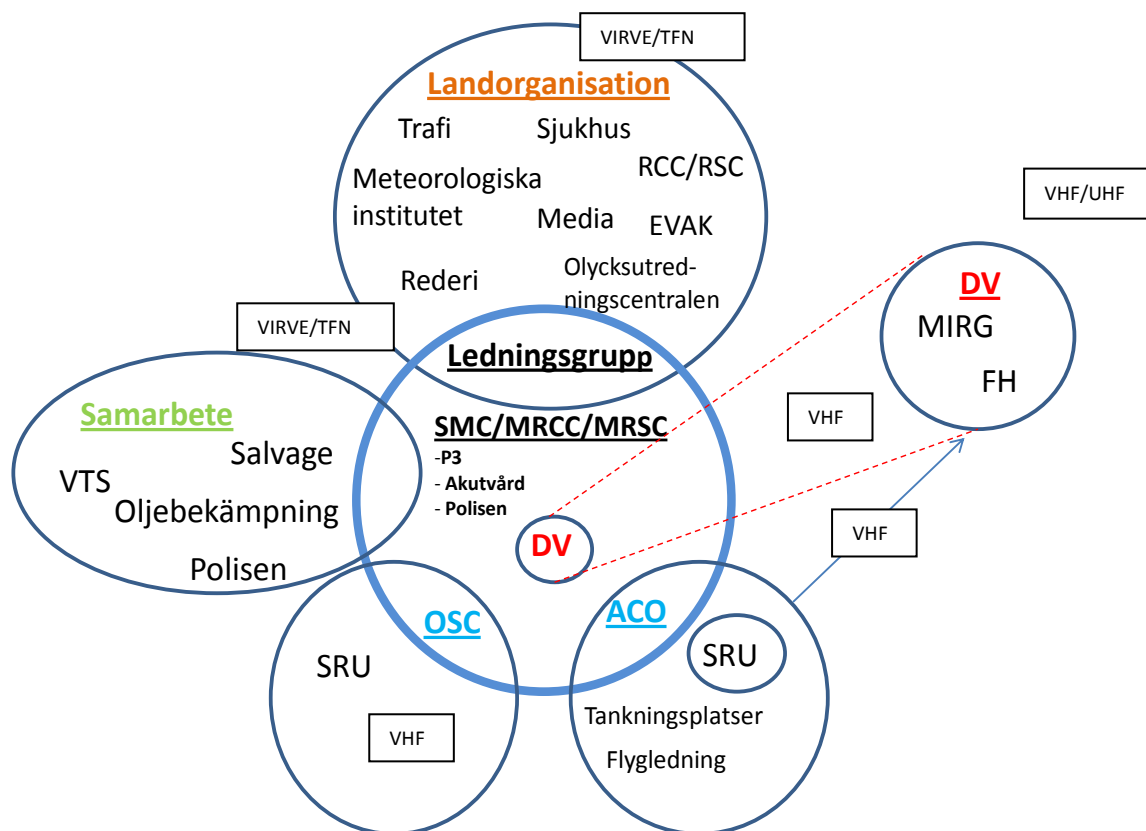 VIRVE/TFN
Landorganisation
Trafi
Sjukhus
RCC/RSC
Meteorologiska
institutet
Media
EVAK
Rederi
Olycksutred-
ningscentralen
VHF/UHF
DV
MIRG
FH
VIRVE/TFN
Ledningsgrupp
Samarbete
Salvage
VTS
Oljebekämpning
Polisen
SMC/MRCC/MRSC
-P3
- Akutvård
- Polisen
VHF
VHF
DV
OSC
SRU
VHF
ACO
SRU
Tankningsplatser
Flygledning